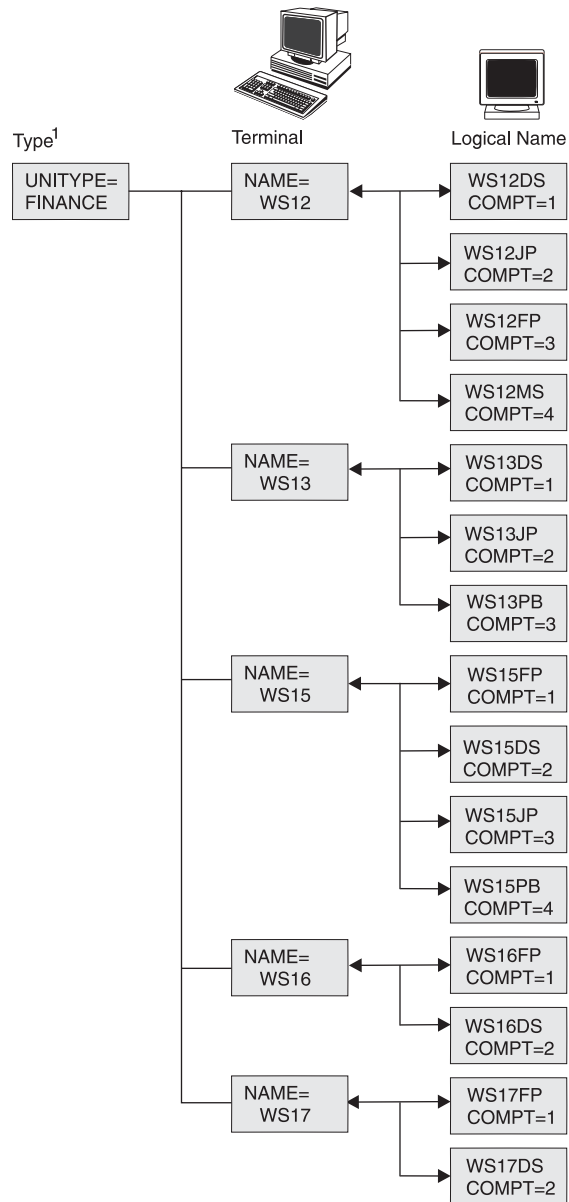 Type1
Terminal
Logical Name
UNITYPE=
FINANCE
NAME=
WS12
WS12DS
COMPT=1
WS12JP
COMPT=2
WS12FP
COMPT=3
WS12MS
COMPT=4
NAME=
WS13
WS13DS
COMPT=1
WS13JP
COMPT=2
WS13PB
COMPT=3
NAME=
WS15
WS15FP
COMPT=1
WS15DS
COMPT=2
WS15JP
COMPT=3
WS15PB
COMPT=4
NAME=
WS16
WS16FP
COMPT=1
WS16DS
COMPT=2
NAME=
WS17
WS17FP
COMPT=1
WS17DS
COMPT=2